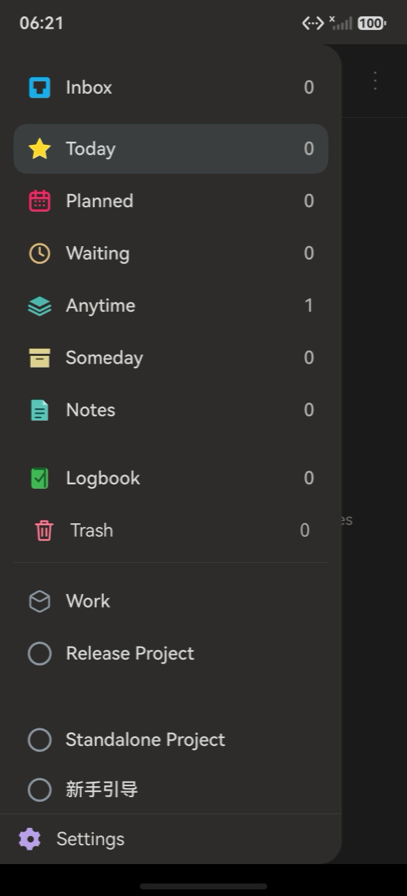 06:21
100
Inbox 0
Today 0
Planned 0
Waiting 0
Anytime 1
Someday 0
Notes 0
Logbook 0
Trash 0
es
Work
Release Project
Standalone Project
新手引导
Settings